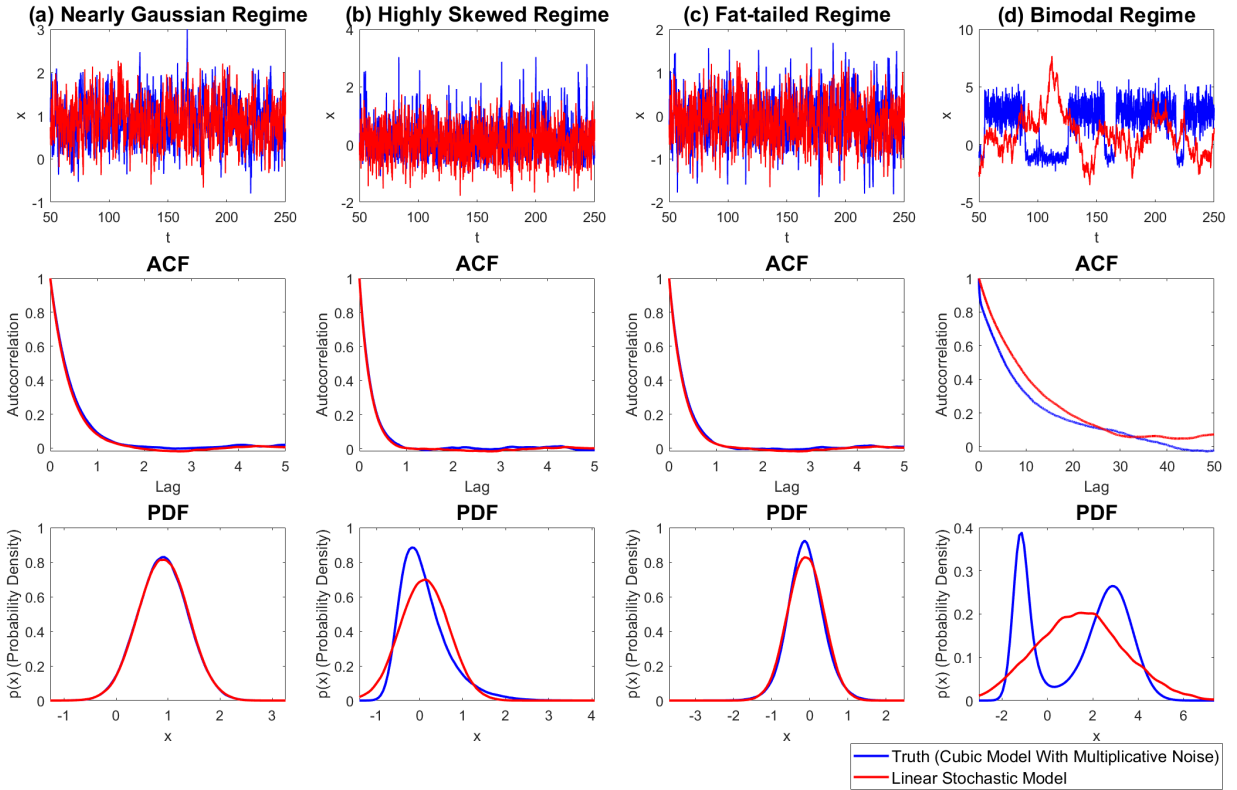 (a) Nearly Gaussian Regime (b) Highly Skewed Regime (c) Fat-tailed Regime (d) Bimodal Regime
3
2
1
0
-1
x
50 100 150 200 250
t
4
2
0
-2
x
50 100 150 200 250
t
2
1
0
-1
-2
x
50 100 150 200 250
t
10
5
0
-5
x
50 100 150 200 250
t
ACF ACF ACF ACF
1
0.8
0.6
0.4
0.2
0
Autocorrelation
0 1 2 3 4 5
Lag
1
0.8
0.6
0.4
0.2
0
Autocorrelation
0 1 2 3 4 5
Lag
1
0.8
0.6
0.4
0.2
0
Autocorrelation
0 1 2 3 4 5
Lag
1
0.8
0.6
0.4
0.2
0
Autocorrelation
0 10 20 30 40 50
Lag
PDF PDF PDF PDF
1
0.8
0.6
0.4
0.2
0
p(x) (Probability Density)
-1 0 1 2 3
x
1
0.8
0.6
0.4
0.2
0
p(x) (Probability Density)
-1 0 1 2 3 4
x
1
0.8
0.6
0.4
0.2
0
p(x) (Probability Density)
-3 -2 -1 0 1 2
x
0.4
0.3
0.2
0.1
0
p(x) (Probability Density)
-2 0 2 4 6
x
Truth (Cubic Model With Multiplicative Noise)
Linear Stochastic Model